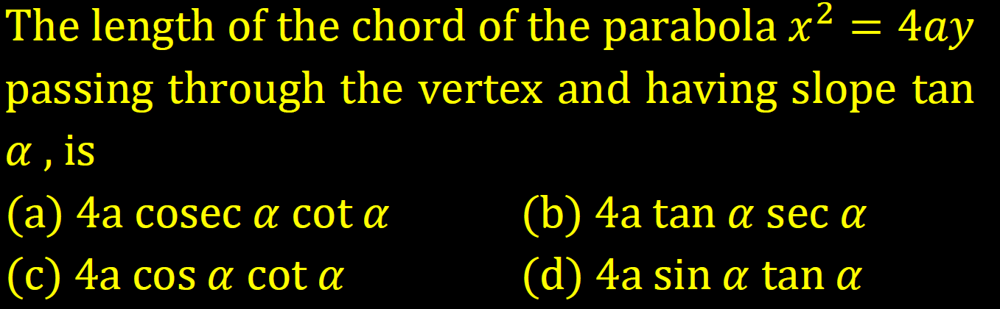 The length of the chord of the parabola x² = 4ay
passing through the vertex and having slope tan
α , is
(a) 4a cosec α cot α (b) 4a tan α sec α
(c) 4a cos α cot α (d) 4a sin α tan α